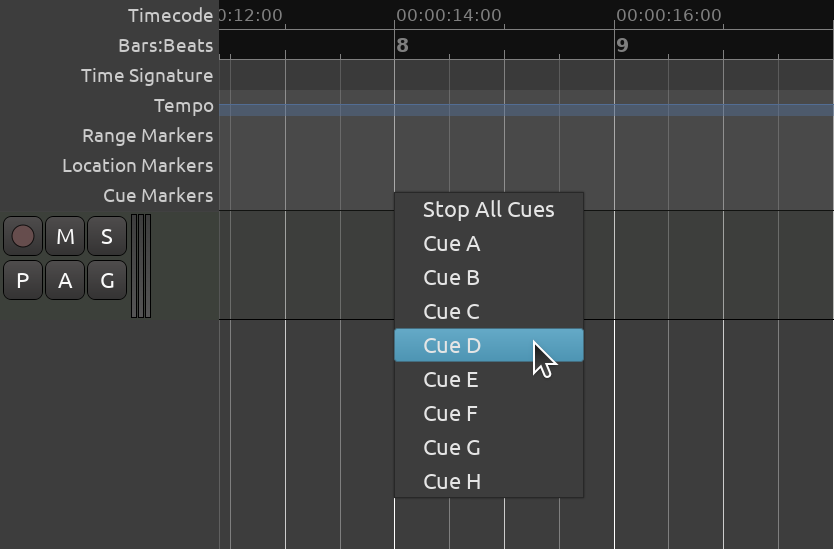 Timecode 0:12:00 00:00:14:00 00:00:16:00
Bars:Beats 8 9
Time Signature
Tempo
Range Markers
Location Markers
Cue Markers
Stop All Cues
M S
Cue A
P A G
Cue B
Cue C
Cue D
Cue E
Cue F
Cue G
Cue H